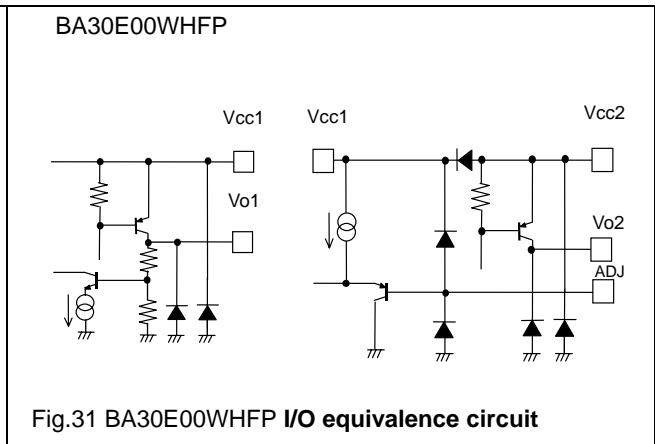 BA30E00WHFP
Vcc1
Vo1
Vcc1
Vcc2
Vo2
ADJ
Fig.31 BA30E00WHFP I/O equivalence circuit